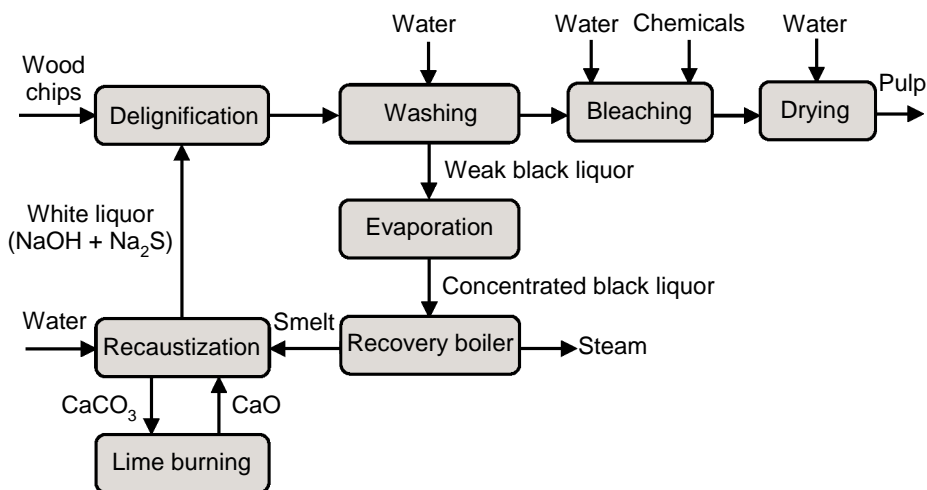 Water
Water
Chemicals
Water
Wood
chips
Pulp
Delignification
Washing
Bleaching
Drying
Weak black liquor
White liquor
(NaOH + Na₂S)
Evaporation
Concentrated black liquor
Water
Smelt
Recaustization
Recovery boiler
Steam
CaCO₃
CaO
Lime burning